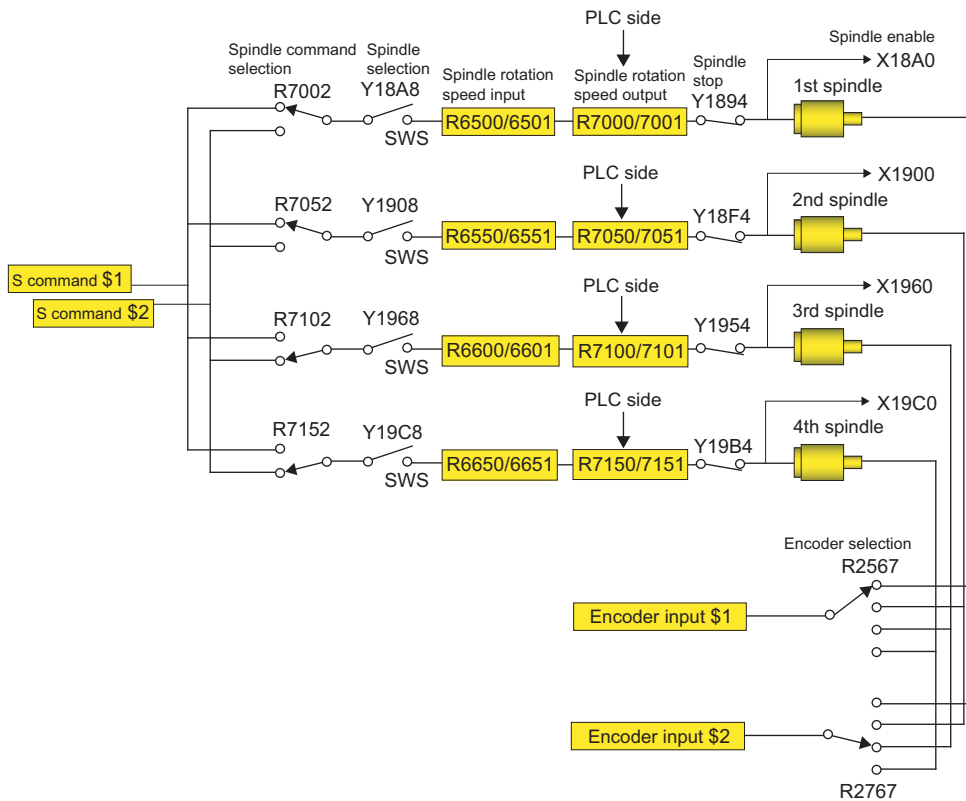 PLC side
Spindle command
selection
Spindle
selection
Spindle rotation
speed input
Spindle rotation
speed output
Spindle
stop
Spindle enable
R7002
Y18A8
SWS
R6500/6501
R7000/7001
Y1894
X18A0
1st spindle
PLC side
R7052
Y1908
SWS
R6550/6551
R7050/7051
Y18F4
X1900
2nd spindle
S command $1
S command $2
PLC side
R7102
Y1968
SWS
R6600/6601
R7100/7101
Y1954
X1960
3rd spindle
PLC side
R7152
Y19C8
SWS
R6650/6651
R7150/7151
Y19B4
X19C0
4th spindle
Encoder selection
R2567
Encoder input $1
Encoder input $2
R2767